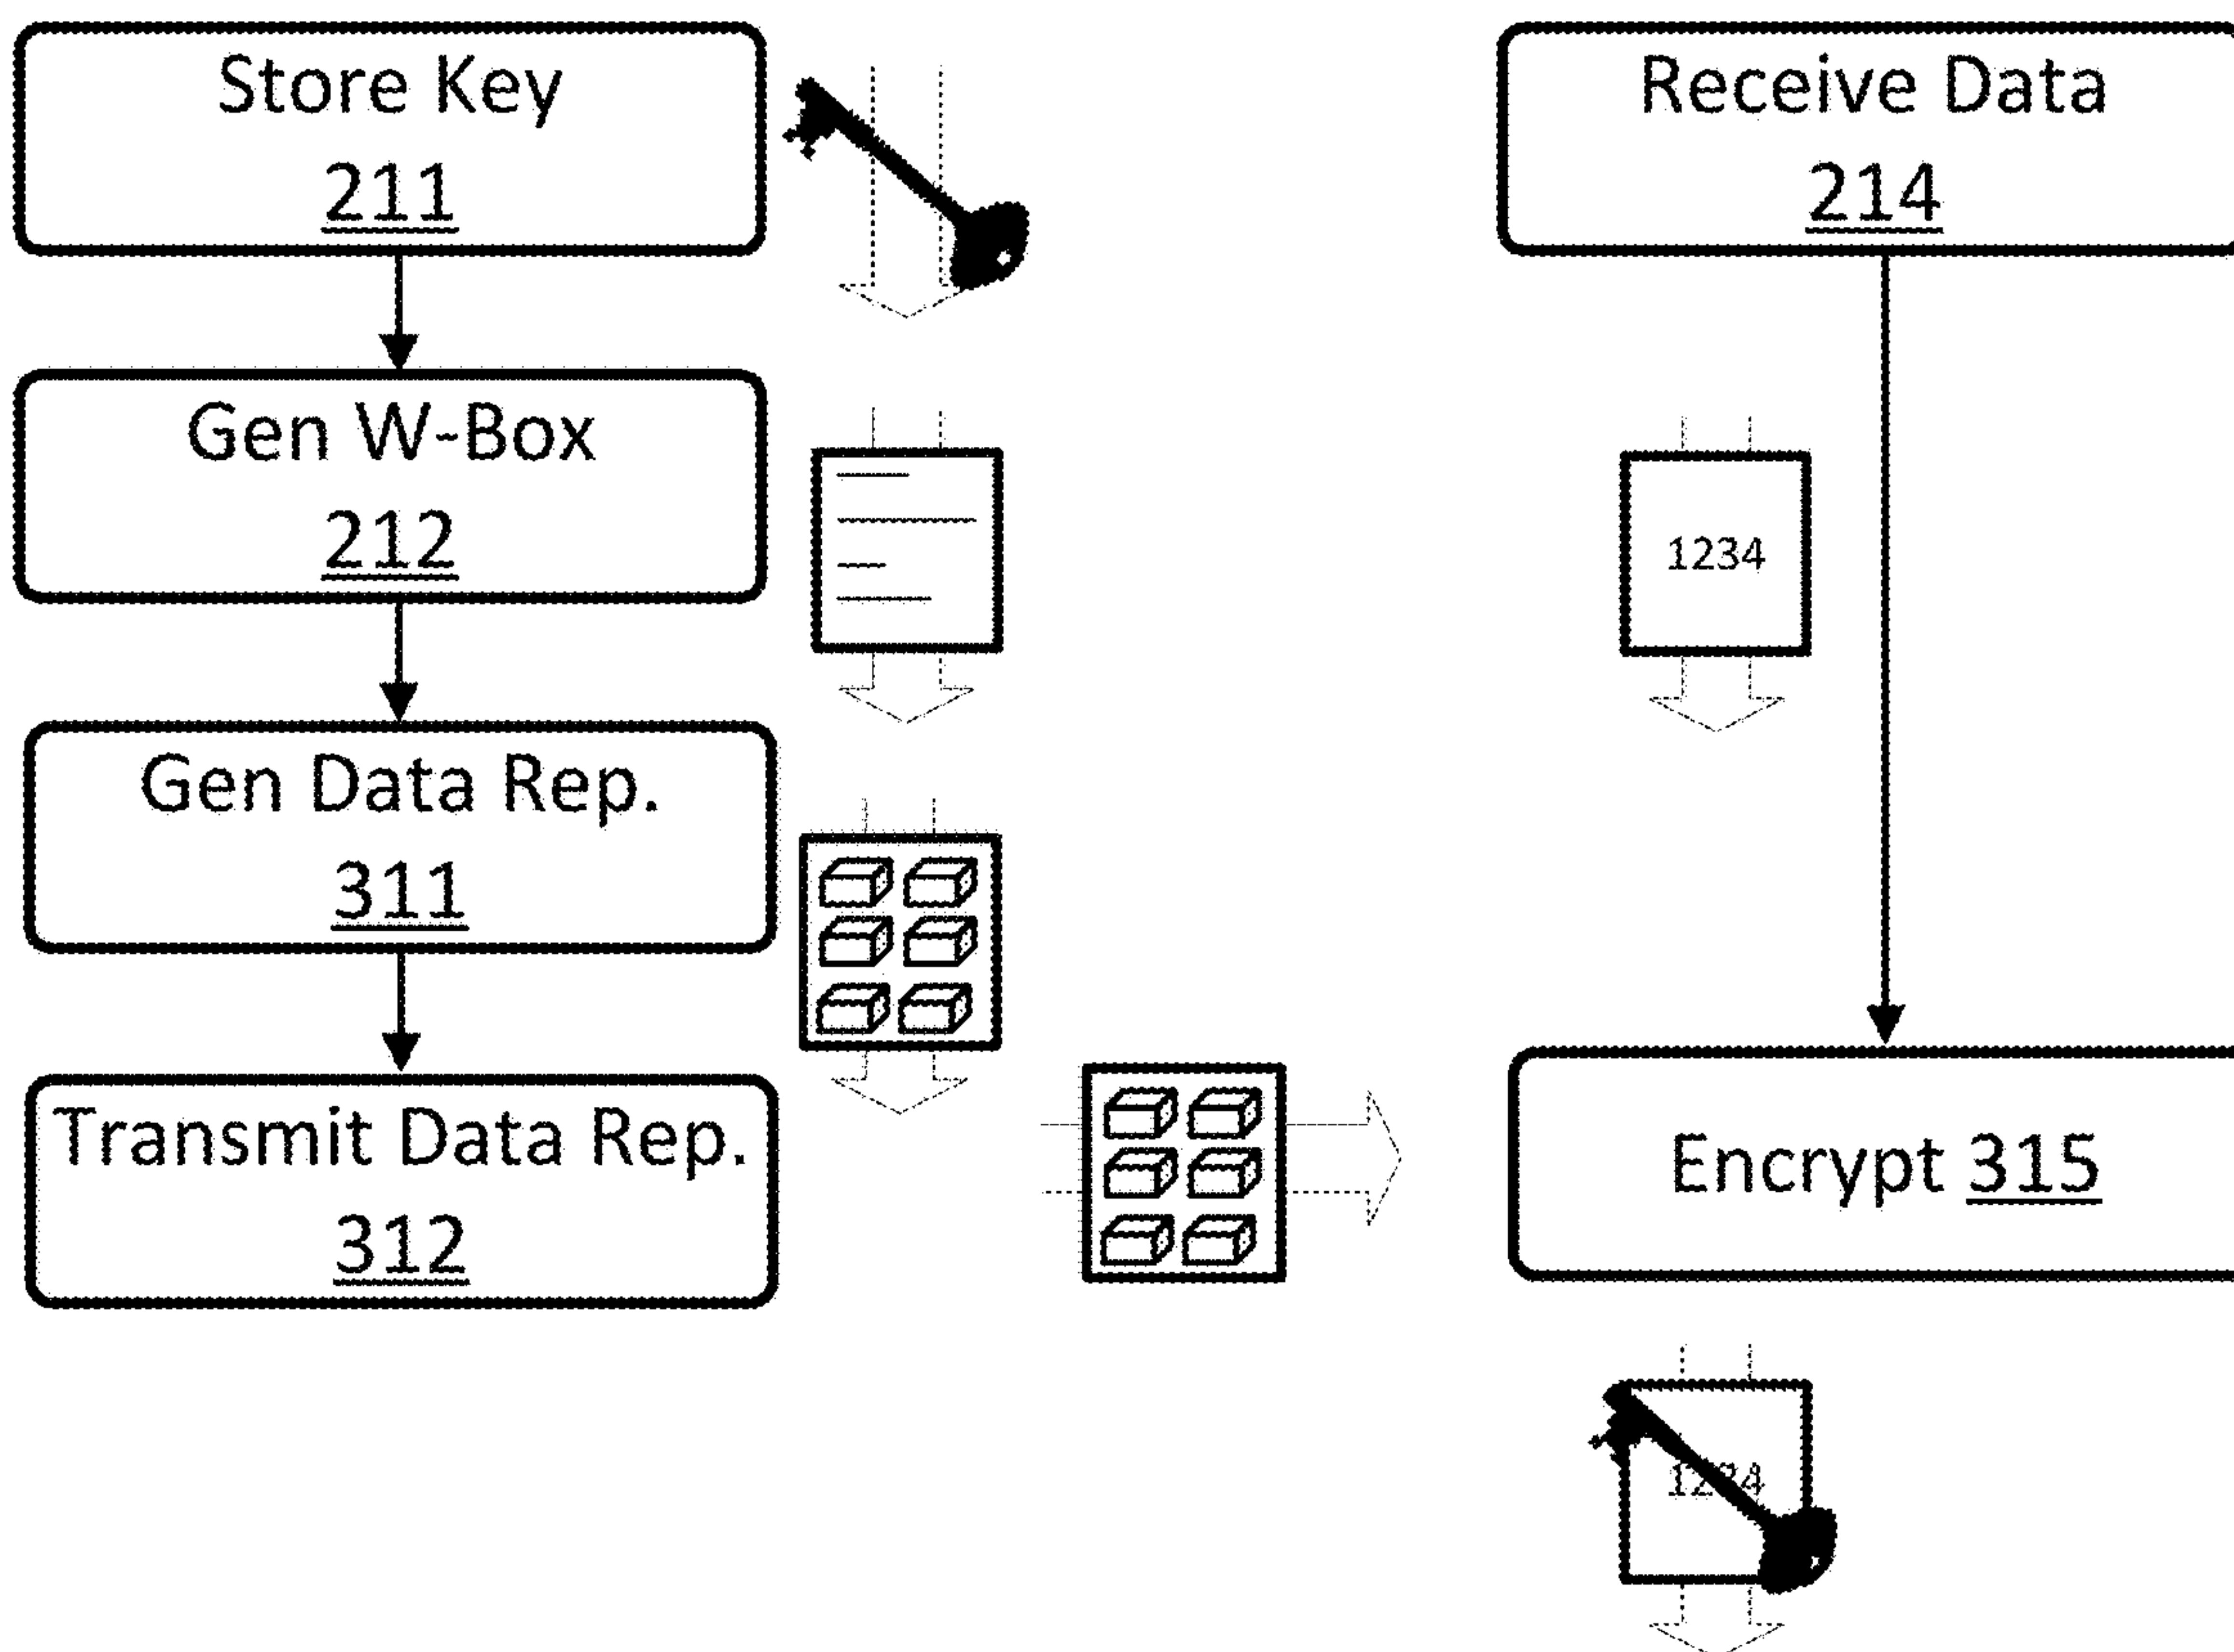 Store Key
211
Gen W-Box
212
Gen Data Rep.
311
Transmit Data Rep.
312
Receive Data
214
1234
Encrypt 315
1234